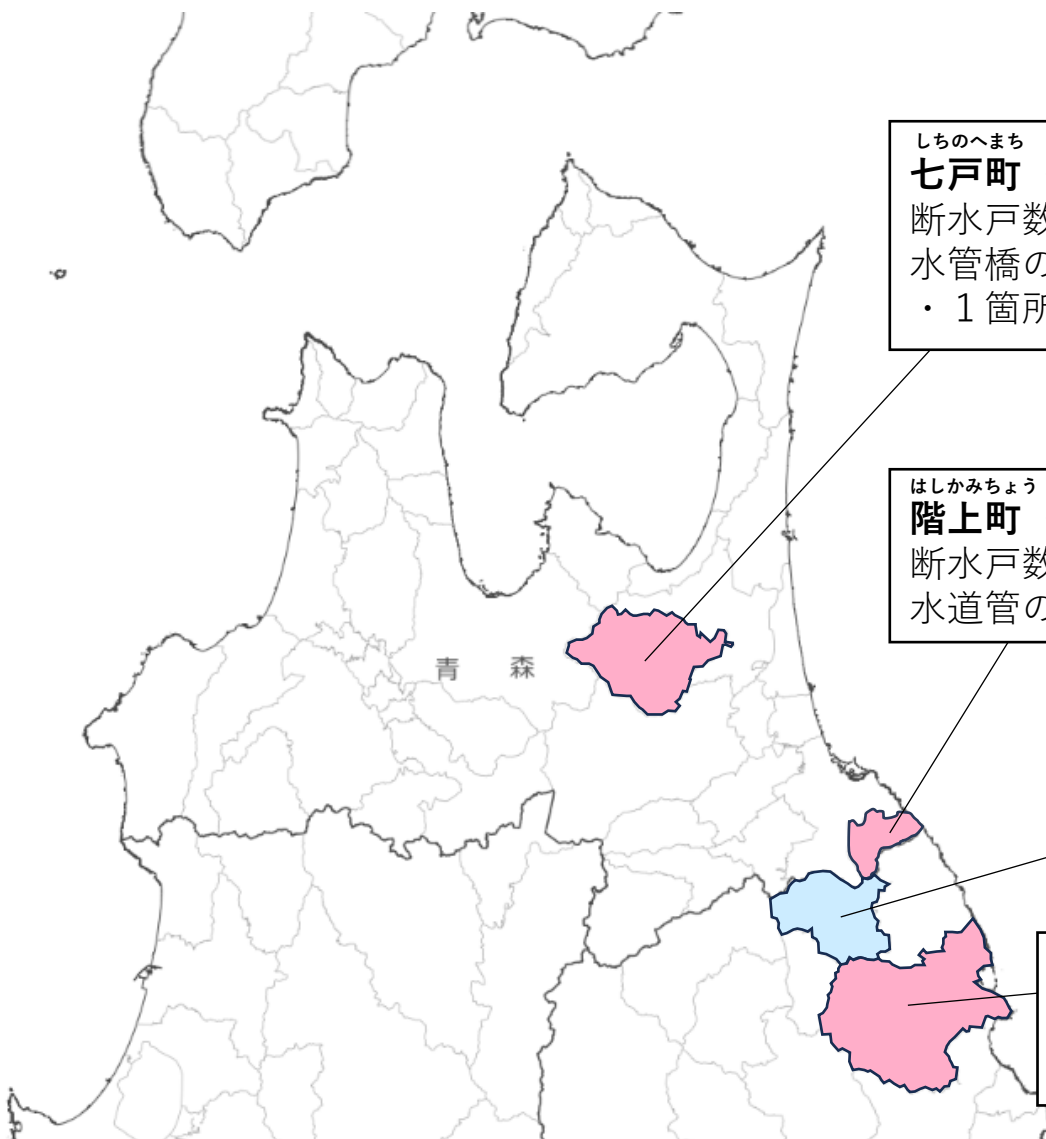 しちのへまち
七戸町
断水戸数
水管橋の
・１箇所
はしかみちょう
階上町
断水戸数
水道管の
青　森